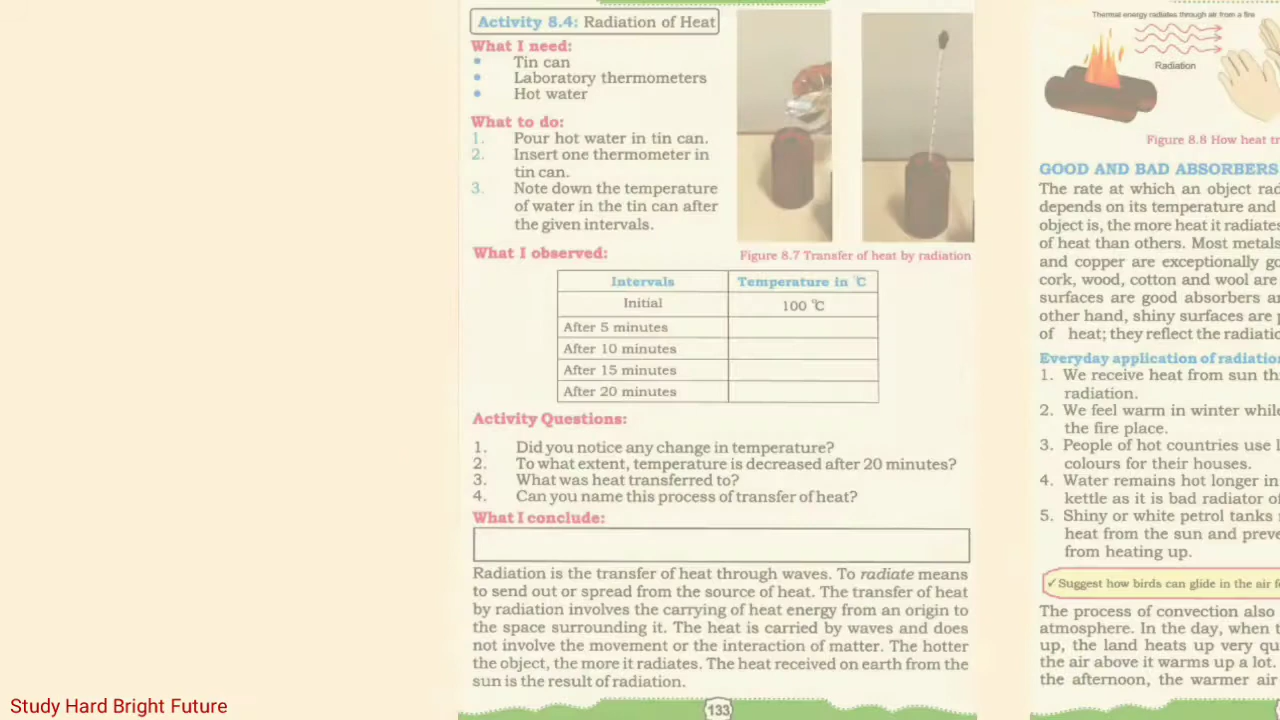 Activity 8.4: Radiation of Heat
What I need:
• Tin can
• Laboratory thermometers
• Hot water
What to do:
1. Pour hot water in tin can.
2. Insert one thermometer in
tin can.
3. Note down the temperature
of water in the tin can after
the given intervals.
What I observed:
Figure 8.7 Transfer of heat by radiation
Intervals Temperature in °C
Initial 100 °C
After 5 minutes
After 10 minutes
After 15 minutes
After 20 minutes
Activity Questions:
1. Did you notice any change in temperature?
2. To what extent, temperature is decreased after 20 minutes?
3. What was heat transferred to?
4. Can you name this process of transfer of heat?
What I conclude:
Radiation is the transfer of heat through waves. To radiate means
to send out or spread from the source of heat. The transfer of heat
by radiation involves the carrying of heat energy from an origin to
the space surrounding it. The heat is carried by waves and does
not involve the movement or the interaction of matter. The hotter
the object, the more it radiates. The heat received on earth from the
sun is the result of radiation.
133
Thermal energy radiates through air from a fire
Radiation
Figure 8.8 How heat
GOOD AND BAD ABSORBERS
The rate at which an object
depends on its temperature and
object is, the more heat it radiates
of heat than others. Most metals
and copper are exceptionally
cork, wood, cotton and wool are
surfaces are good absorbers
other hand, shiny surfaces are
of heat; they reflect the
Everyday application of
1. We receive heat from sun
radiation.
2. We feel warm in winter
the fire place.
3. People of hot countries use
colours for their houses.
4. Water remains hot longer in
kettle as it is bad radiator
5. Shiny or white petrol tanks
heat from the sun and
from heating up.
✓Suggest how birds can glide in the air
The process of convection also
atmosphere. In the day, when
up, the land heats up very
the air above it warms up a lot.
the afternoon, the warmer air
Study Hard Bright Future